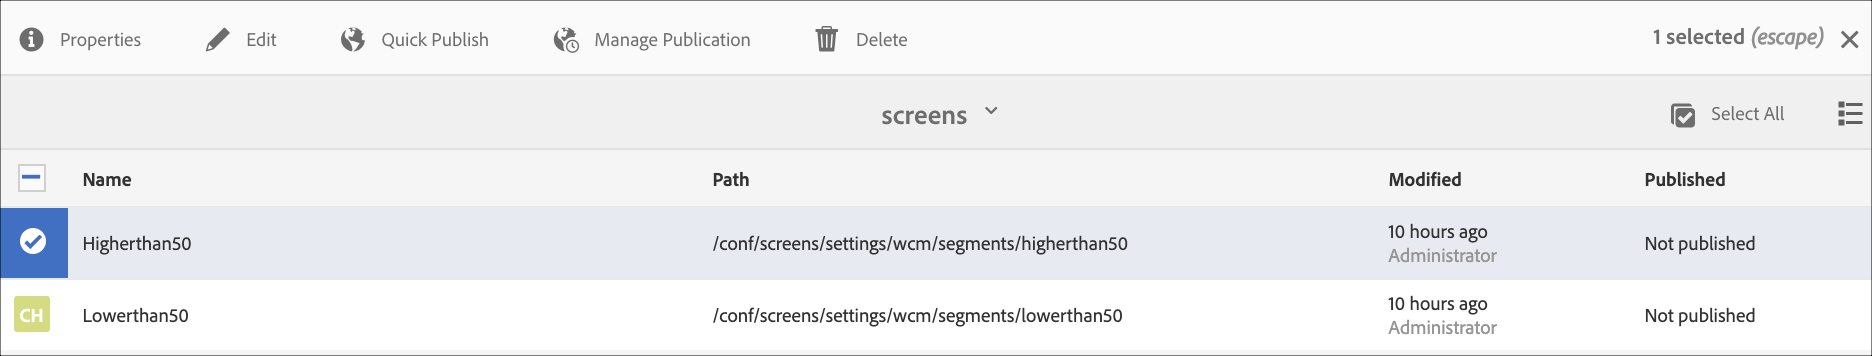 Properties Edit Quick Publish Manage Publication Delete 1 selected (escape)
screens Select All
Name Path Modified Published
Higherthan50 /conf/screens/settings/wcm/segments/higherthan50 10 hours ago Not published
Administrator
CH Lowerthan50 /conf/screens/settings/wcm/segments/lowerthan50 10 hours ago Not published
Administrator